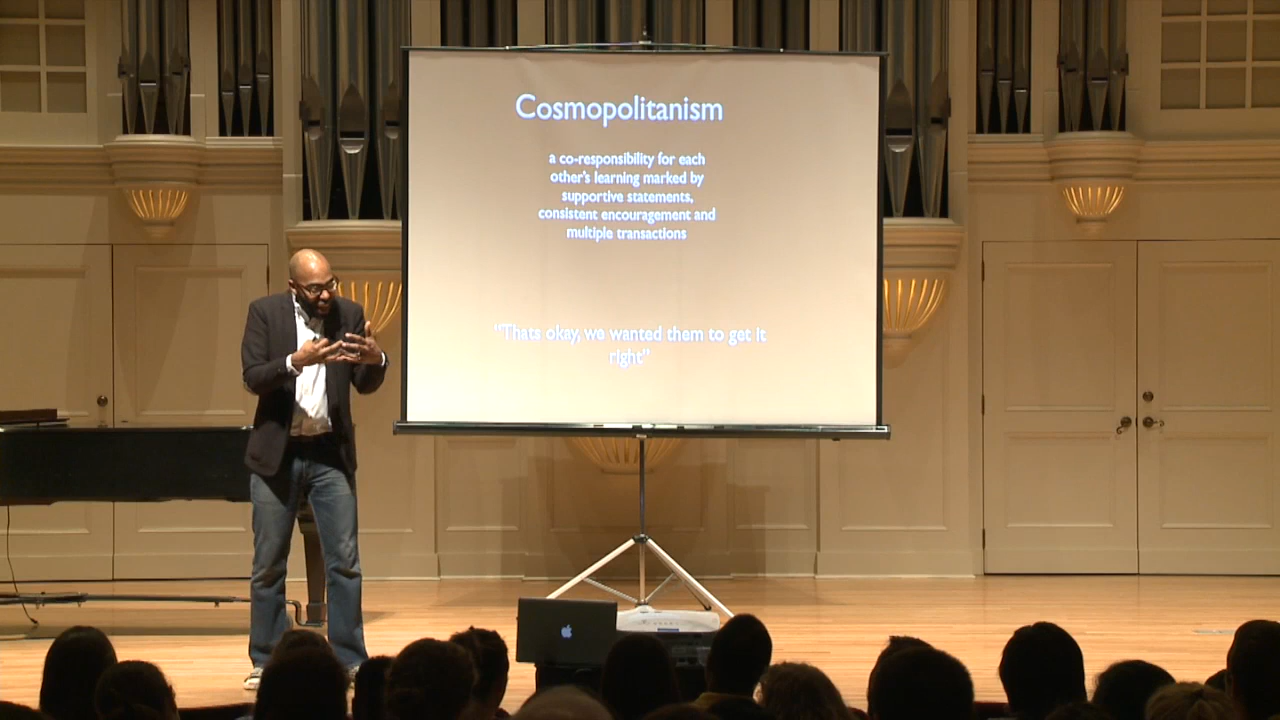 Cosmopolitanism
a co-responsibility for each
other's learning marked by
supportive statements,
consistent encouragement and
multiple transactions
"Thats okay, we wanted them to get it
right"